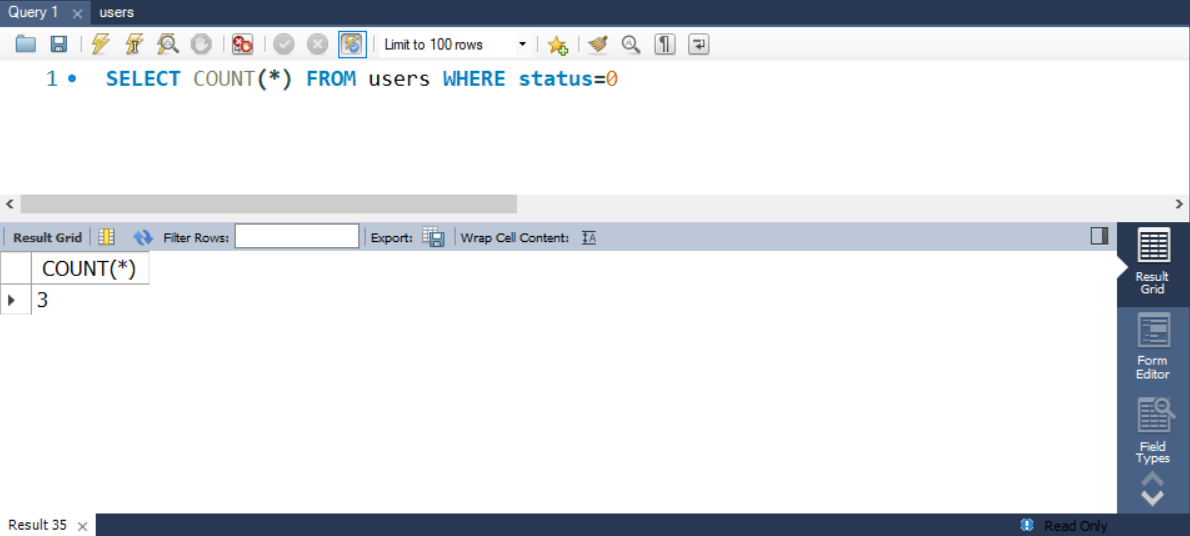 Query 1 users
Limit to 100 rows
1 SELECT COUNT(*) FROM users WHERE status=0
Result Grid Filter Rows: Export: Wrap Cell Content: IA
COUNT(*)
3
Result
Grid
Form
Editor
Field
Types
Result 35 Read Only